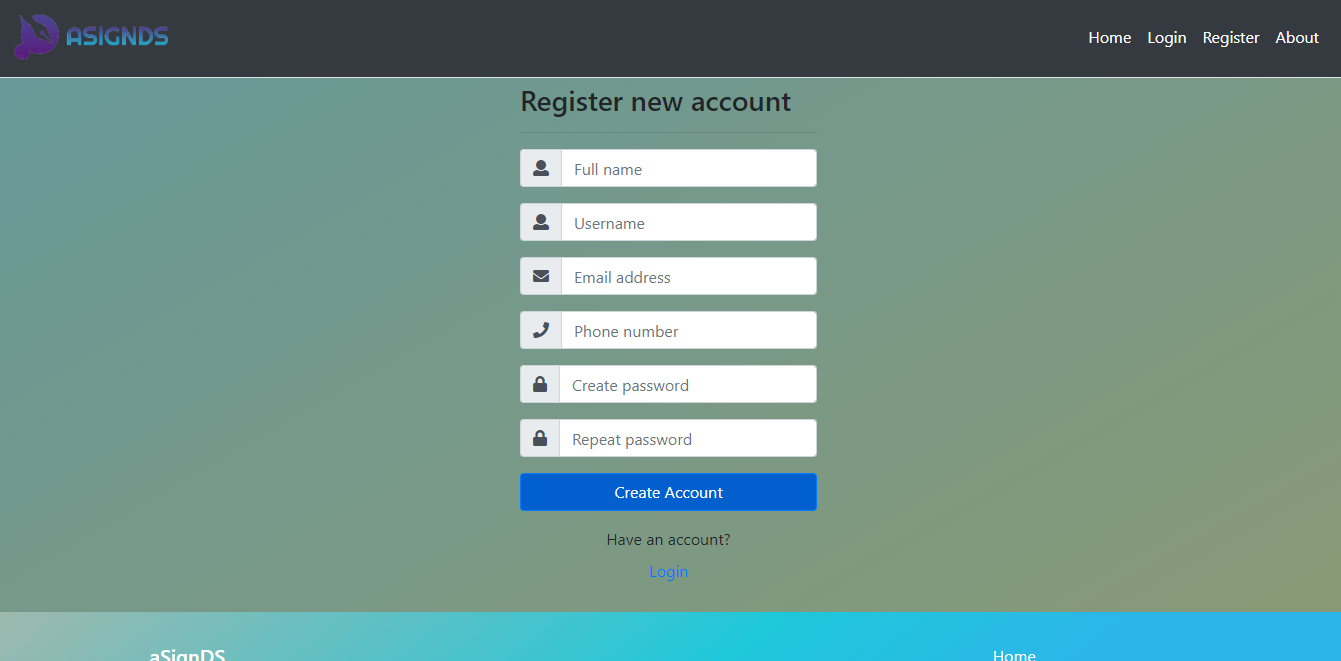 ASIGNDS
Home Login Register About
Register new account
Full name
Username
Email address
Phone number
Create password
Repeat password
Create Account
Have an account?
Login
aSignDS
Home